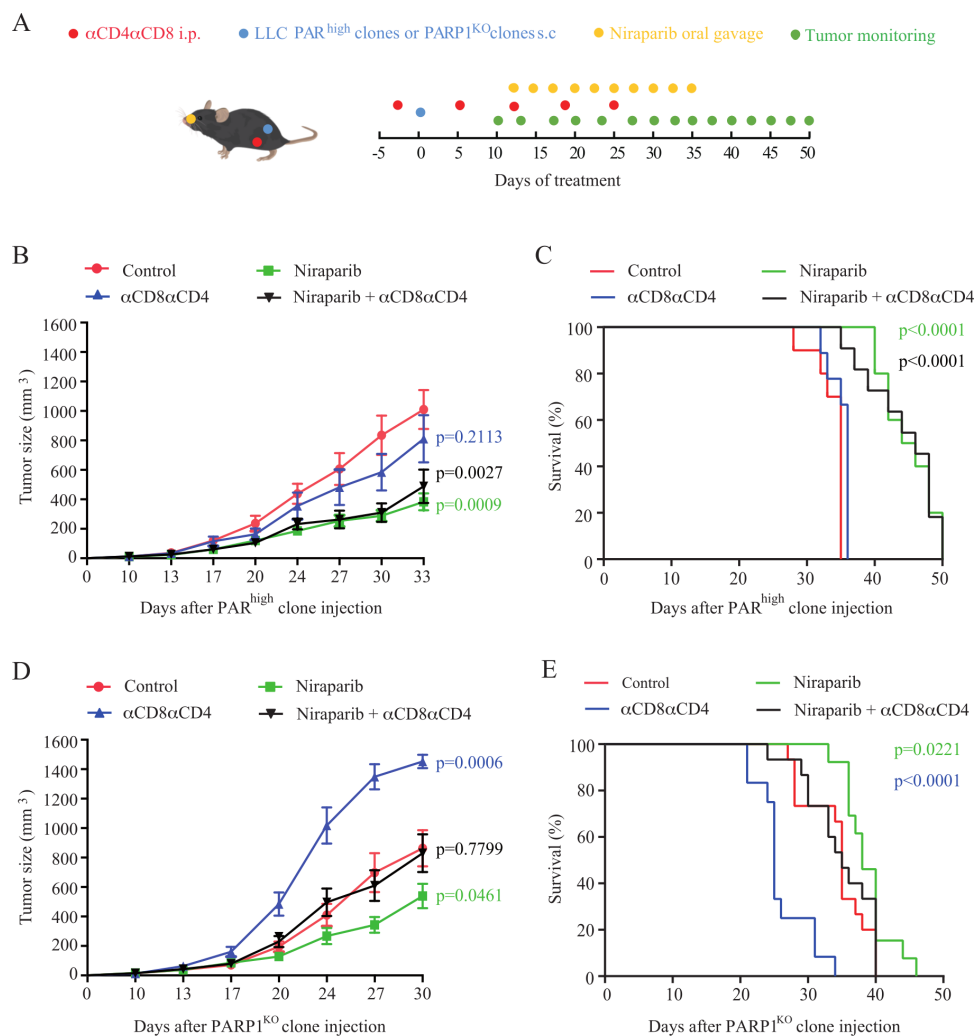 A
αCD4αCD8 i.p.
LLC PARhigh clones or PARP1KOclones s.c
Niraparib oral gavage
Tumor monitoring
-5 0 5 10 15 20 25 30 35 40 45 50
Days of treatment
B
Control
Niraparib
αCD8αCD4
Niraparib + αCD8αCD4
1600
1400
1200
1000
800
600
400
200
0
Tumor size (mm 3)
p=0.2113
p=0.0027
p=0.0009
0 10 13 17 20 24 27 30 33
Days after PARhigh clone injection
C
Control
Niraparib
αCD8αCD4
Niraparib + αCD8αCD4
100
80
60
40
20
0
Survival (%)
p<0.0001
p<0.0001
0 10 20 30 40 50
Days after PARhigh clone injection
D
Control
Niraparib
αCD8αCD4
Niraparib + αCD8αCD4
1600
1400
1200
1000
800
600
400
200
0
Tumor size (mm 3)
p=0.0006
p=0.7799
p=0.0461
0 10 13 17 20 24 27 30
Days after PARP1KO clone injection
E
Control
Niraparib
αCD8αCD4
Niraparib + αCD8αCD4
100
80
60
40
20
0
Survival (%)
p=0.0221
p<0.0001
0 10 20 30 40 50
Days after PARP1KO clone injection